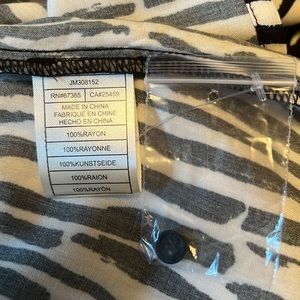 JM308152
RN#67365 CA#25459
MADE IN CHINA
FABRIQUE EN CHINE
HECHO EN CHINA
100%RAYON
100%RAYONNE
100%KUNSTSEIDE
100%RAION
100%RAYÓN